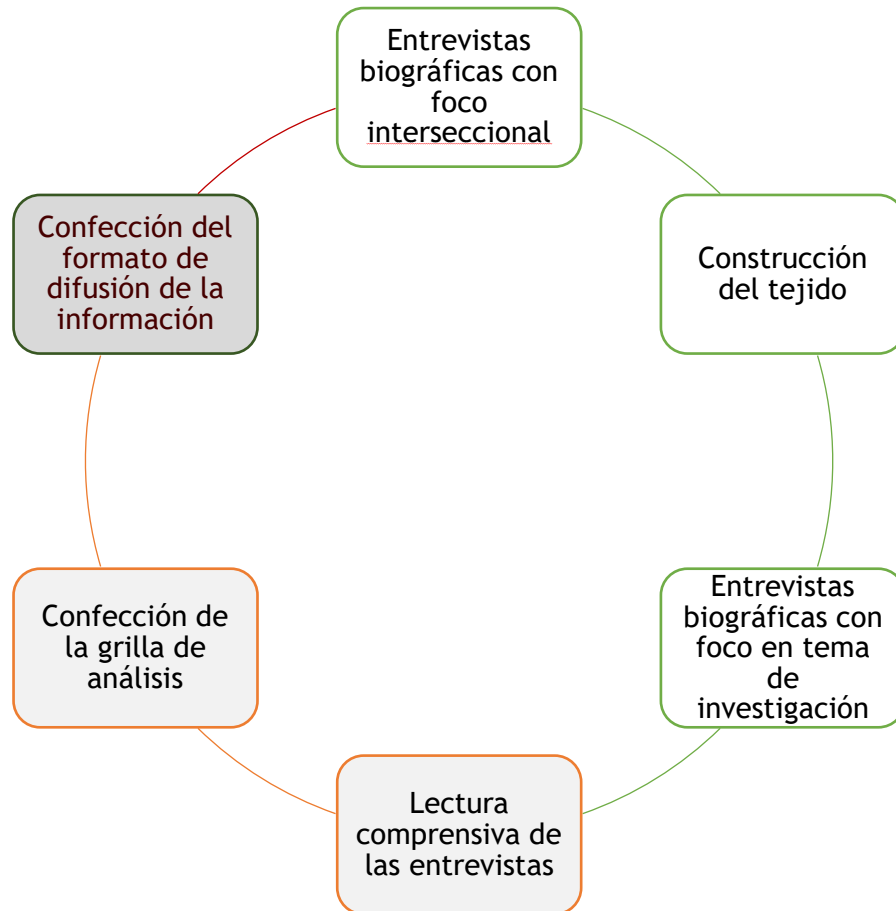 Entrevistas
biográficas con
foco
interseccional
Construcción
del tejido
Entrevistas
biográficas con
foco en tema
de
investigación
Lectura
comprensiva de
las entrevistas
Confección de
la grilla de
análisis
Confección del
formato de
difusión de la
información